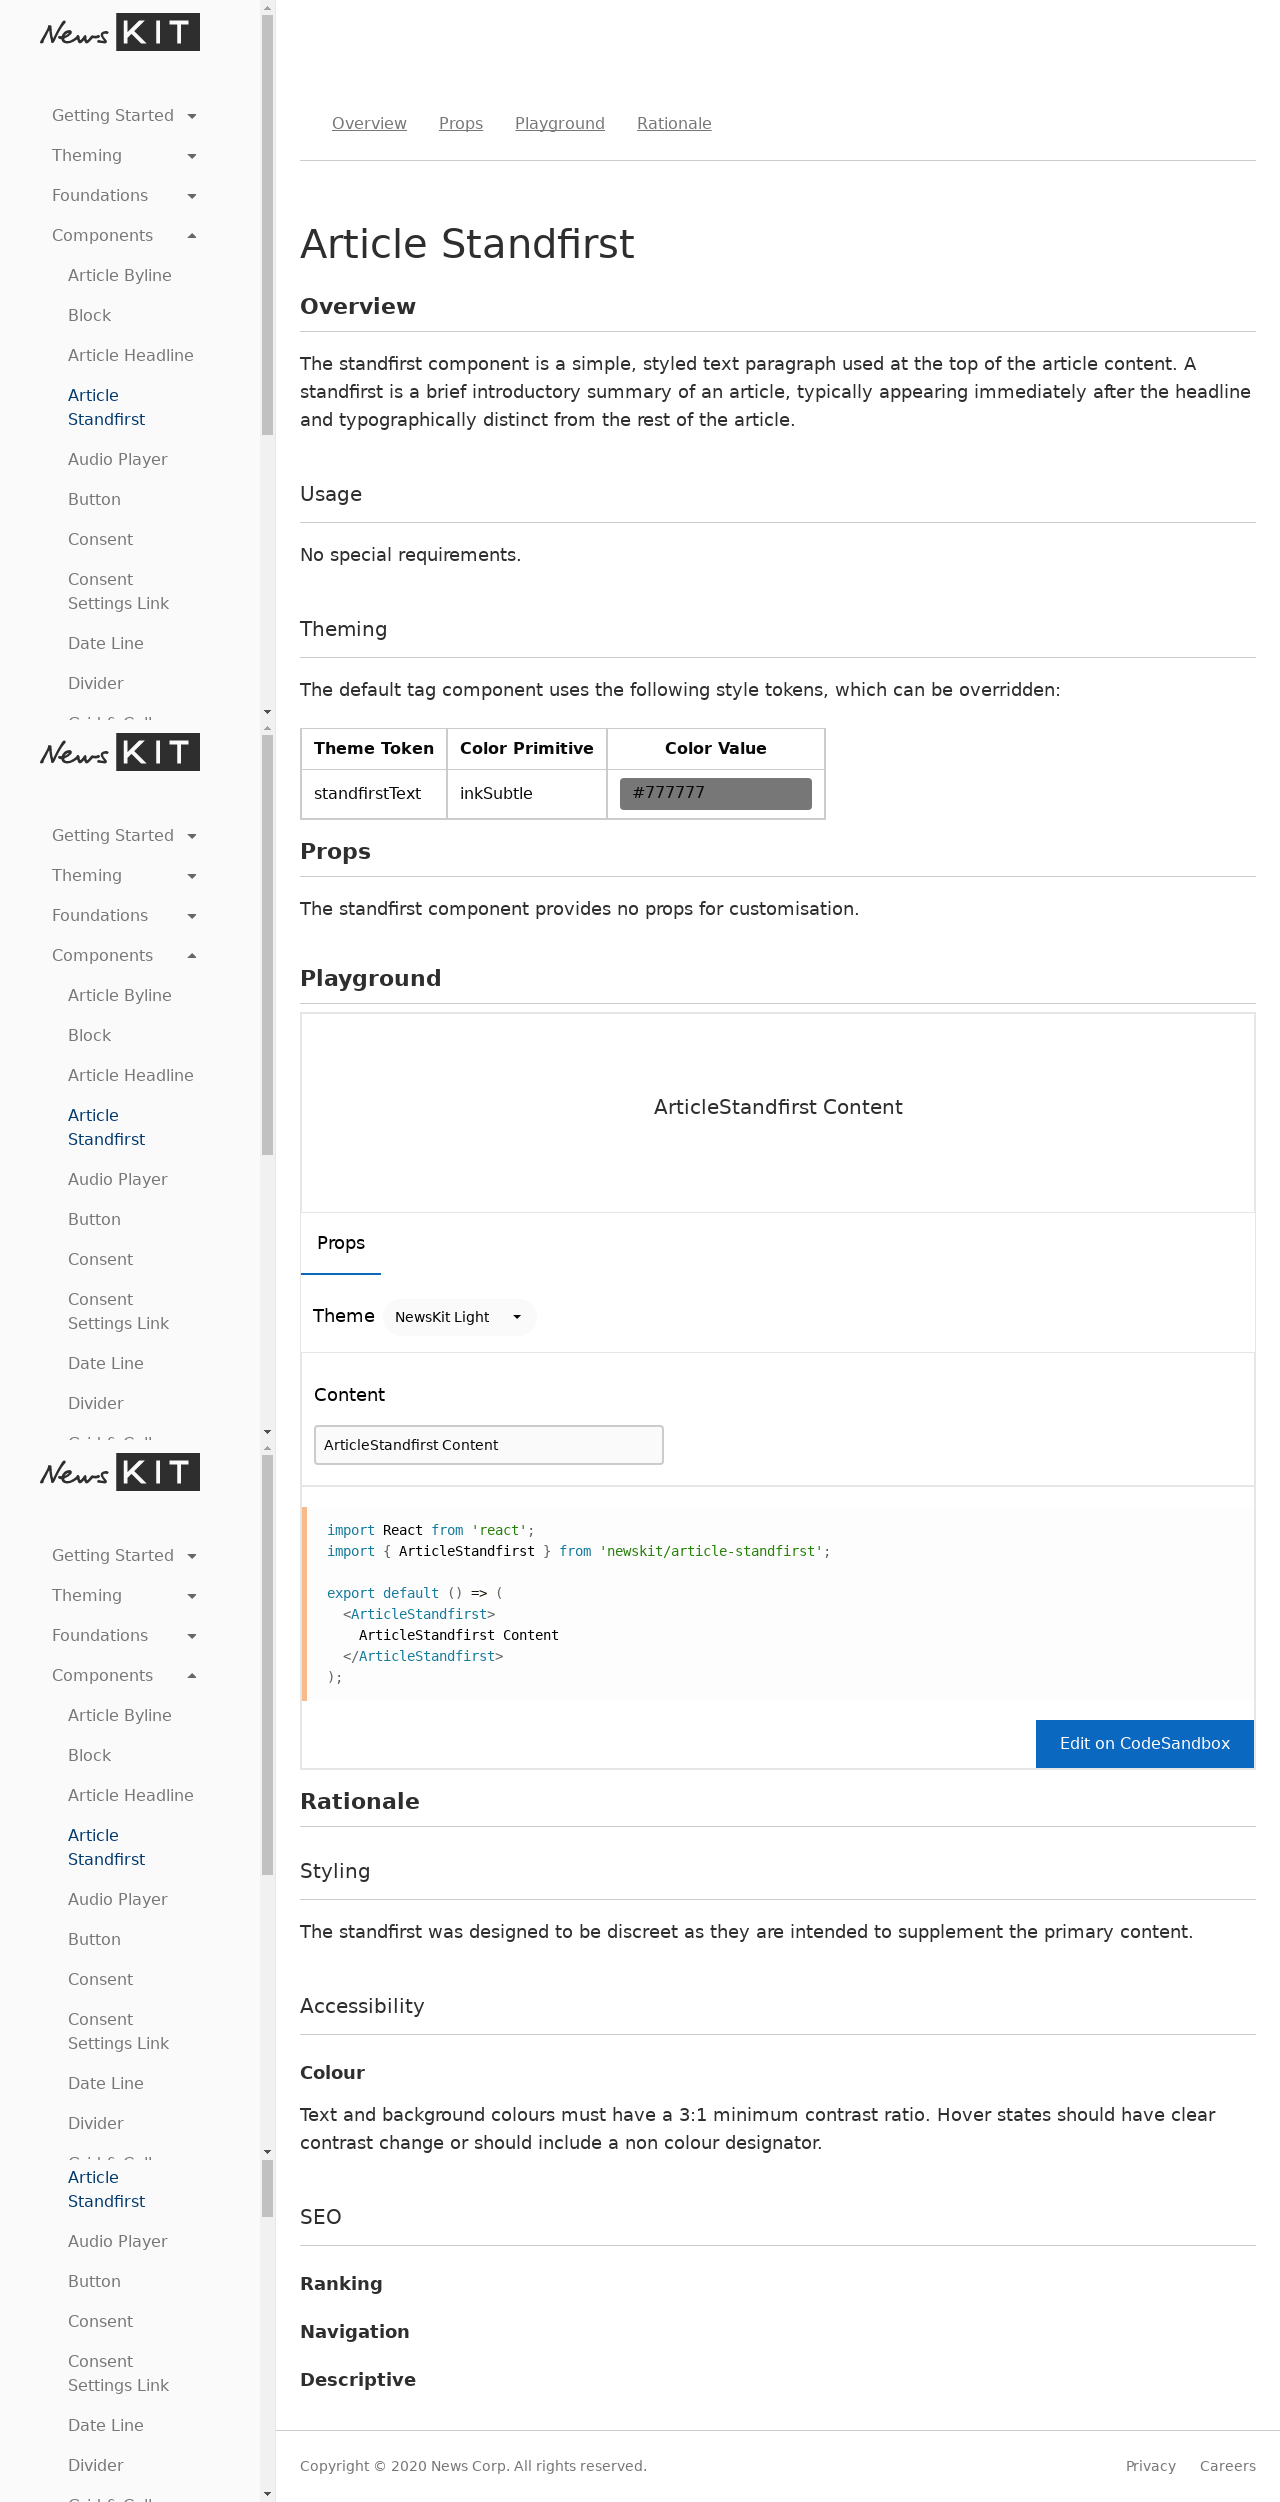 News KIT
Getting Started
Theming
Foundations
Components
Article Byline
Block
Article Headline
Article
Standfirst
Audio Player
Button
Consent
Consent
Settings Link
Date Line
Divider
News KIT
Getting Started
Theming
Foundations
Components
Article Byline
Block
Article Headline
Article
Standfirst
Audio Player
Button
Consent
Consent
Settings Link
Date Line
Divider
News KIT
Getting Started
Theming
Foundations
Components
Article Byline
Block
Article Headline
Article
Standfirst
Audio Player
Button
Consent
Consent
Settings Link
Date Line
Divider
Article
Standfirst
Audio Player
Button
Consent
Consent
Settings Link
Date Line
Divider
Overview Props Playground Rationale
Article Standfirst
Overview
The standfirst component is a simple, styled text paragraph used at the top of the article content. A
standfirst is a brief introductory summary of an article, typically appearing immediately after the headline
and typographically distinct from the rest of the article.
Usage
No special requirements.
Theming
The default tag component uses the following style tokens, which can be overridden:
Theme Token Color Primitive Color Value
standfirstText inkSubtle #777777
Props
The standfirst component provides no props for customisation.
Playground
ArticleStandfirst Content
Props
Theme NewsKit Light
Content
ArticleStandfirst Content
import React from 'react';
import { ArticleStandfirst } from 'newskit/article-standfirst';
export default () => (
<ArticleStandfirst>
ArticleStandfirst Content
</ArticleStandfirst>
);
Edit on CodeSandbox
Rationale
Styling
The standfirst was designed to be discreet as they are intended to supplement the primary content.
Accessibility
Colour
Text and background colours must have a 3:1 minimum contrast ratio. Hover states should have clear
contrast change or should include a non colour designator.
SEO
Ranking
Navigation
Descriptive
Copyright © 2020 News Corp. All rights reserved. Privacy Careers